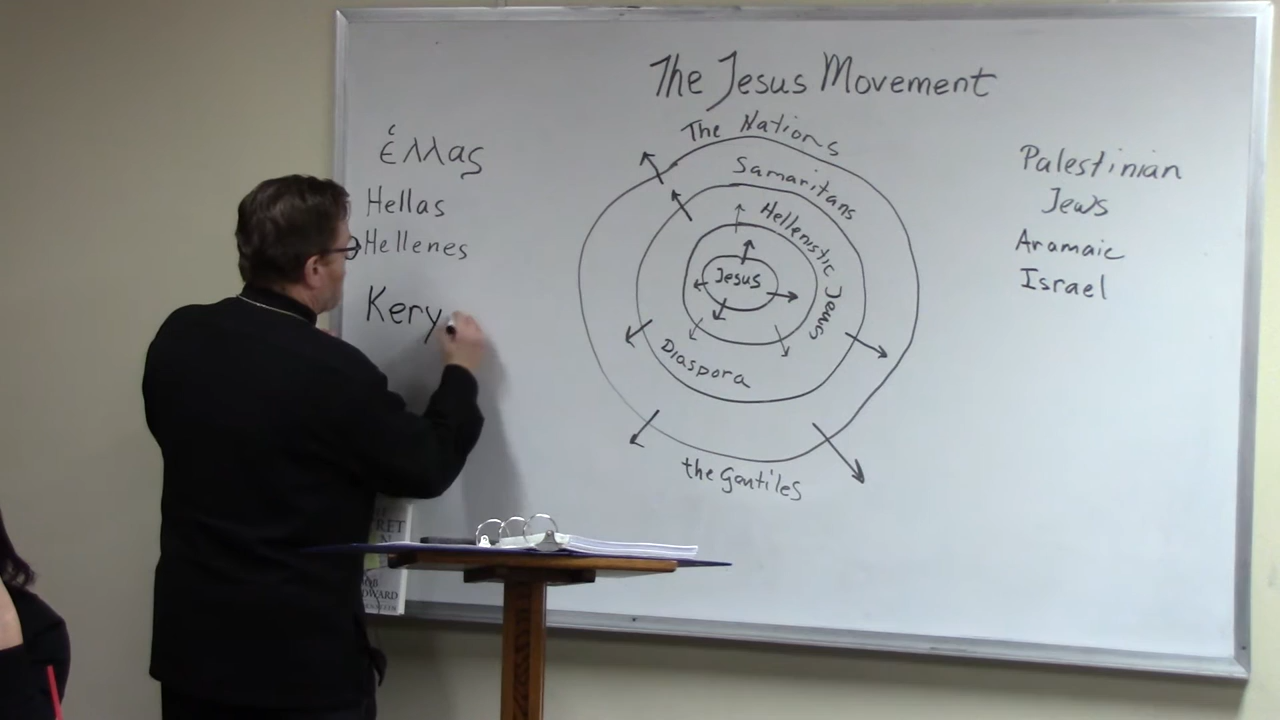 The Jesus Movement
έλλας
Hellas
Hellenes
Kery
The Nations
Samaritans
Hellenistic Jews
Jesus
Diaspora
the Gentiles
Palestinian
Jews
Aramaic
Israel